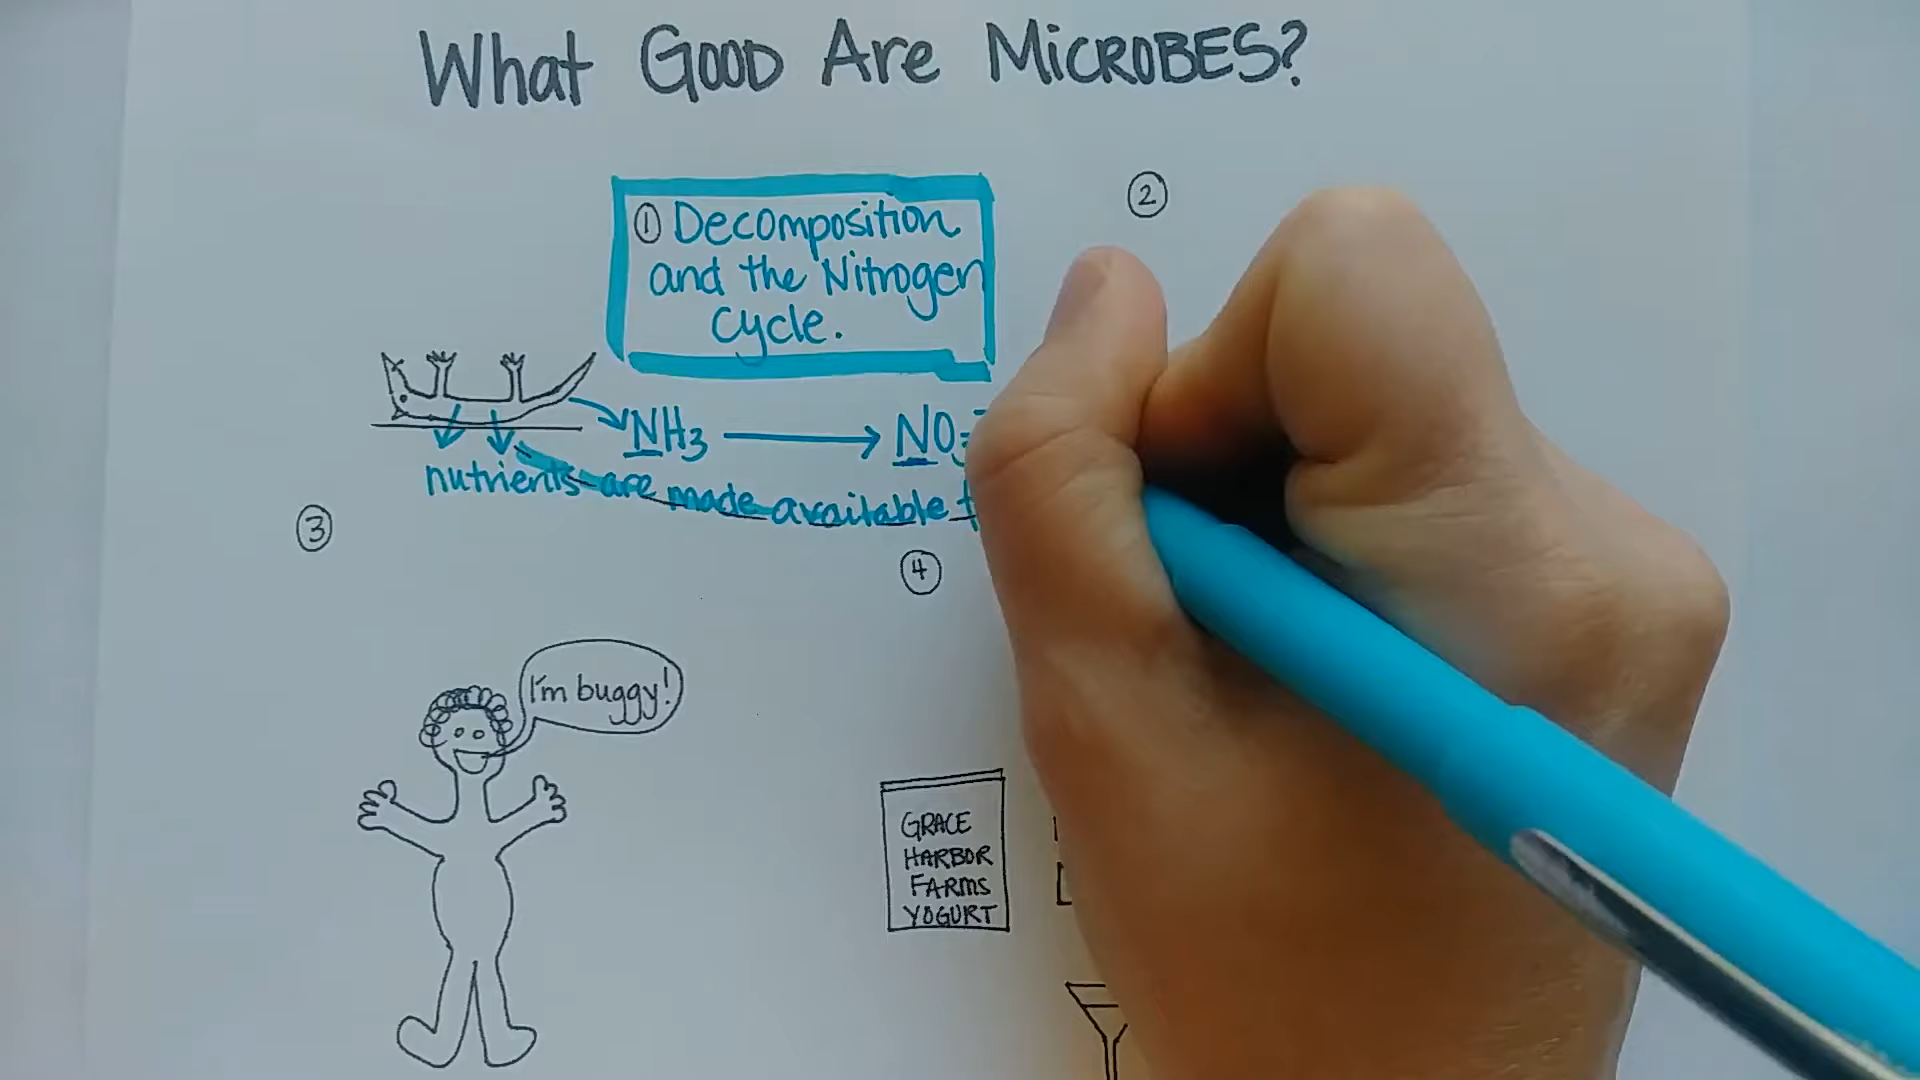 What GOOD Are MICROBES?
① Decomposition
and the Nitrogen
cycle.
②
NH3 → NO3-
nutrients are made available
③
④
I'm buggy!
GRACE
HARBOR
FARMS
YOGURT